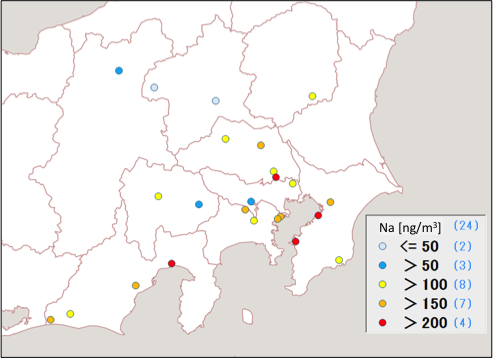 Na [ng/m³] (24)
<= 50 (2)
> 50 (3)
> 100 (8)
> 150 (7)
> 200 (4)